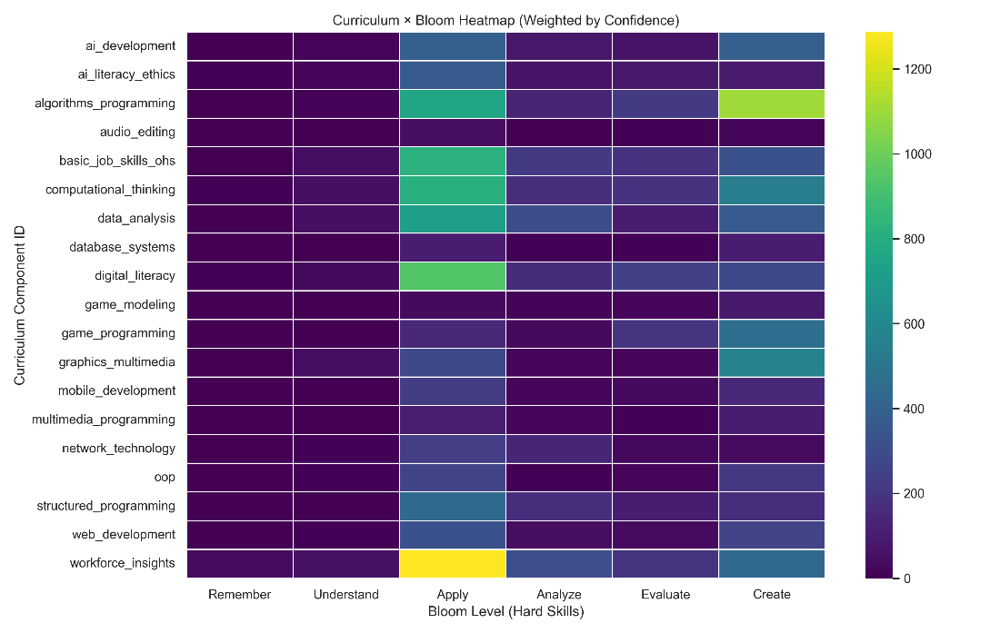 Curriculum × Bloom Heatmap (Weighted by Confidence)
Curriculum Component ID
ai_development
ai_literacy_ethics
algorithms_programming
audio_editing
basic_job_skills_ohs
computational_thinking
data_analysis
database_systems
digital_literacy
game_modeling
game_programming
graphics_multimedia
mobile_development
multimedia_programming
network_technology
oop
structured_programming
web_development
workforce_insights
Remember Understand Apply Analyze Evaluate Create
Bloom Level (Hard Skills)
1200
1000
800
600
400
200
0